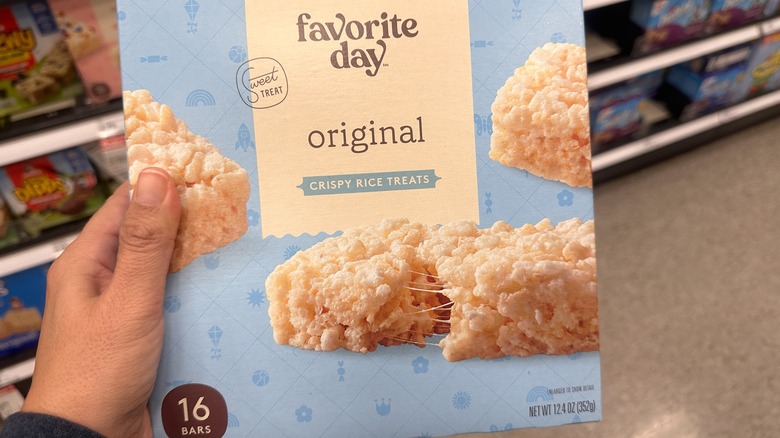 favorite
day™
Sweet
TREAT
original
CRISPY RICE TREATS
16
BARS
ENLARGED TO SHOW DETAIL
NET WT 12.4 OZ (352g)